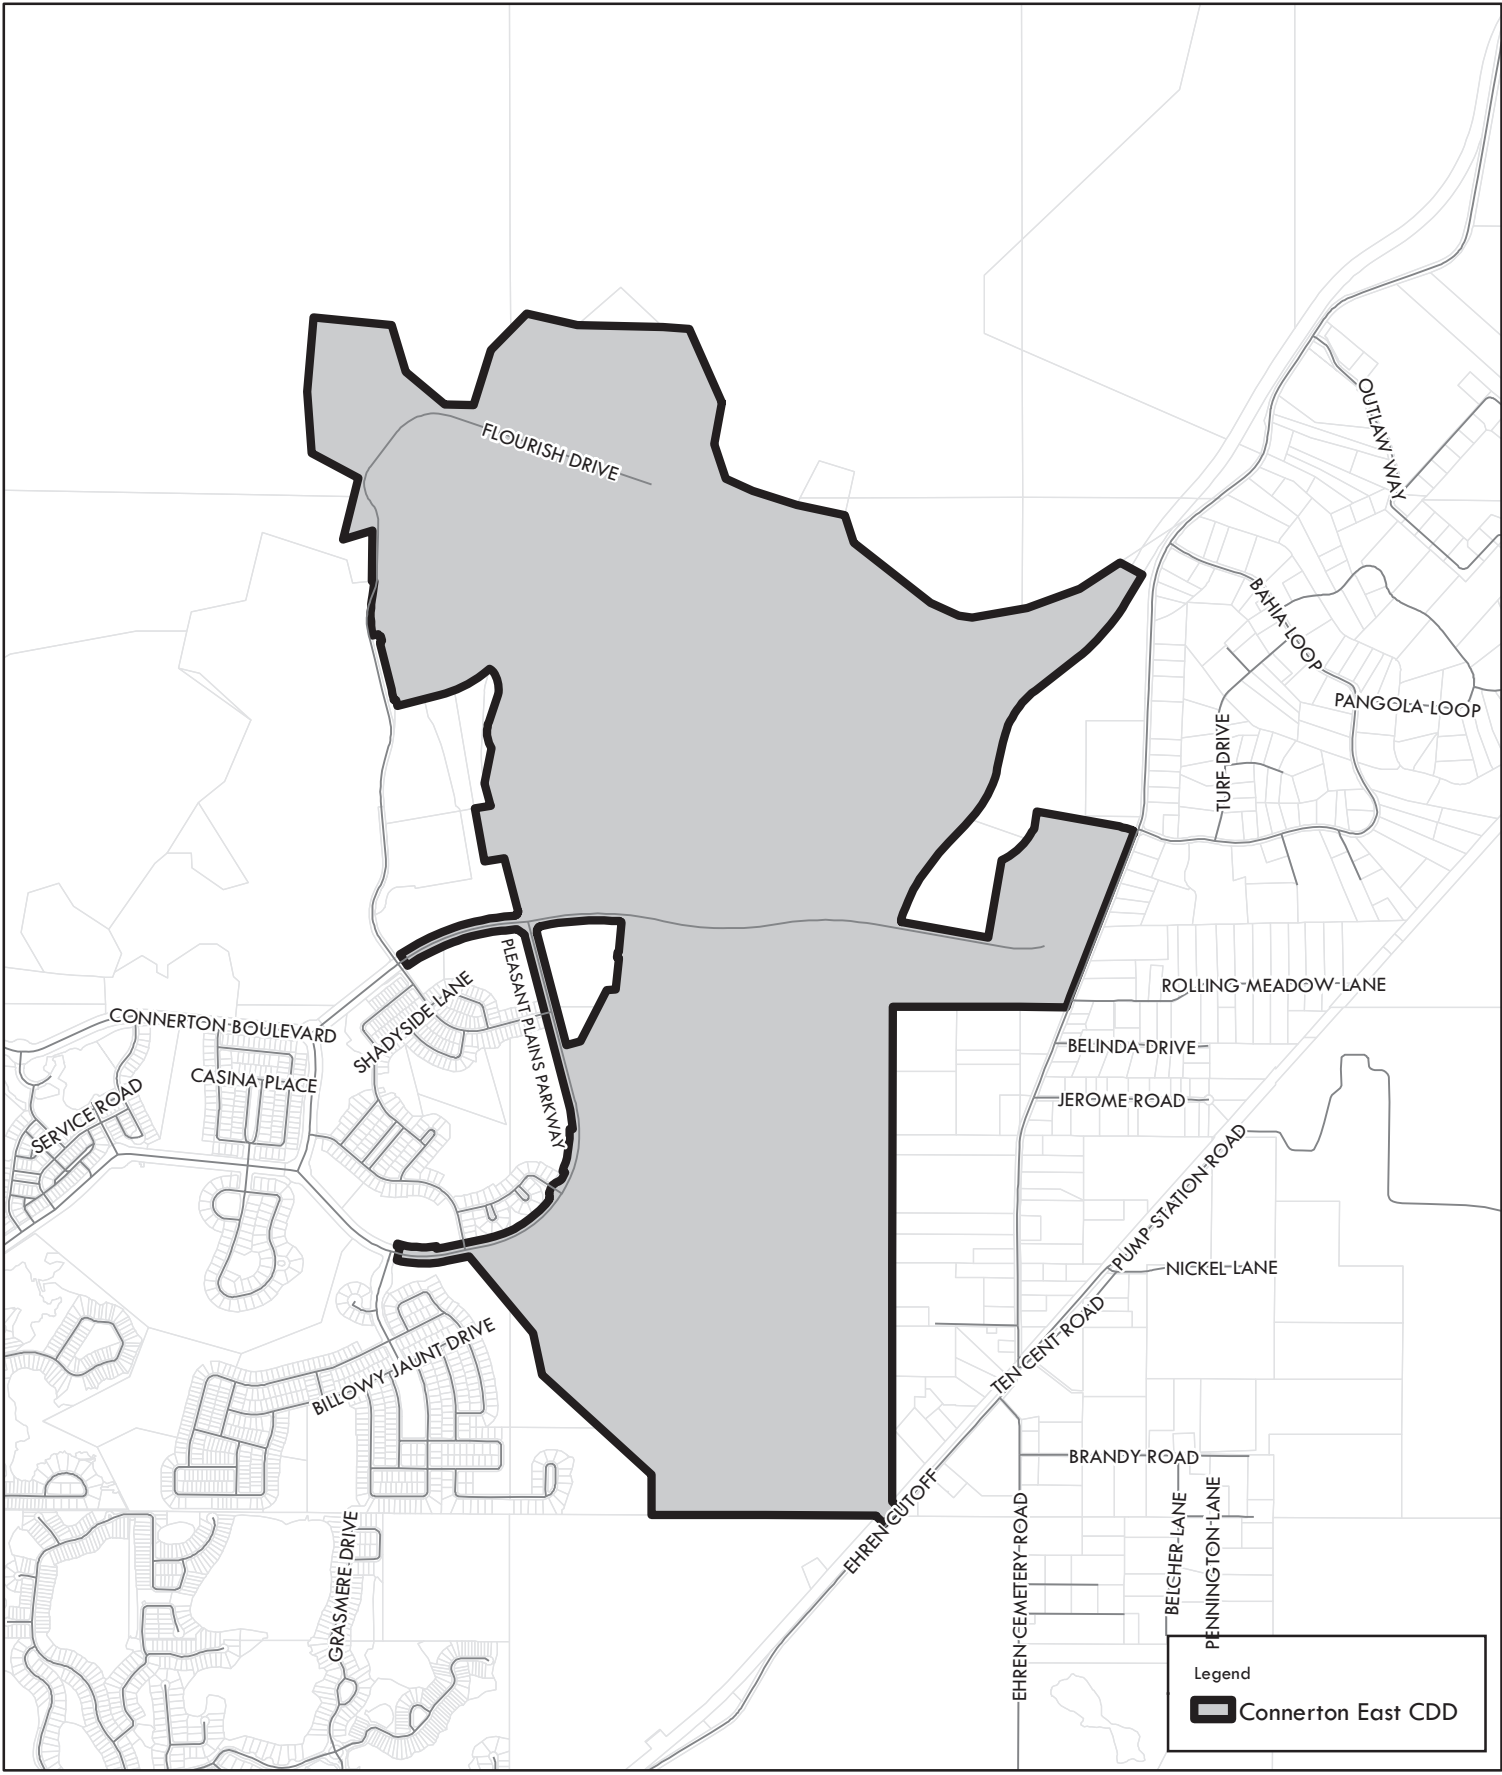 OUTLAW WAY
FLOURISH DRIVE
BAHIA LOOP
PANGOLA LOOP
TURF DRIVE
PLEASANT PLAINS PARKWAY
SHADYSIDE LANE
ROLLING MEADOW LANE
CONNERTON BOULEVARD
BELINDA DRIVE
CASINA PLACE
JEROME ROAD
SERVICE ROAD
PUMP STATION ROAD
NICKEL LANE
TEN CENT ROAD
BILLOWY JAUNT DRIVE
BRANDY ROAD
EHREN CUTOFF
GRASMERE DRIVE
EHREN CEMETERY ROAD
BELCHER LANE
PENNINGTON LANE
Legend
Connerton East CDD